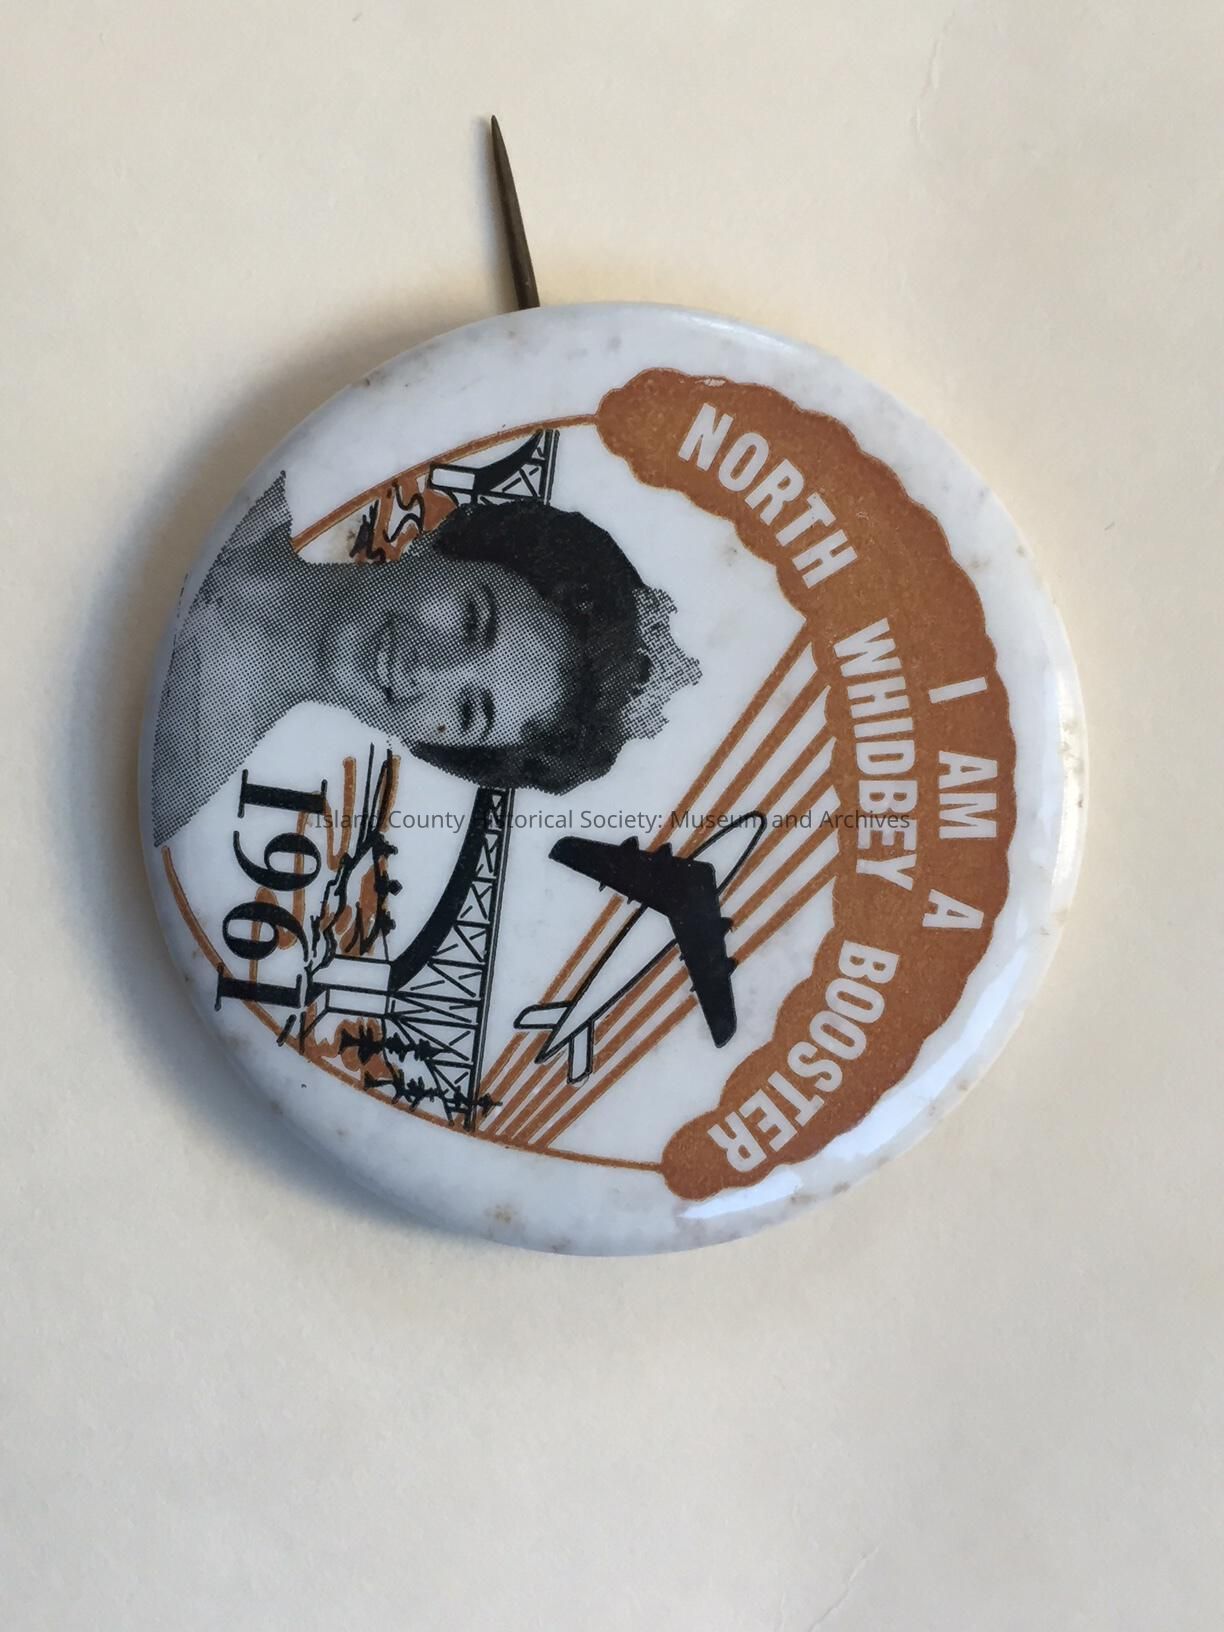 I AM A
NORTH WHIDBEY BOOSTER
1961
Island County Historical Society: Museum and Archives